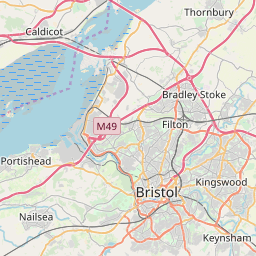 Thornbury
Caldicot
Bradley Stoke
M49
Filton
Portishead
Kingswood
Bristol
Nailsea
Keynsham